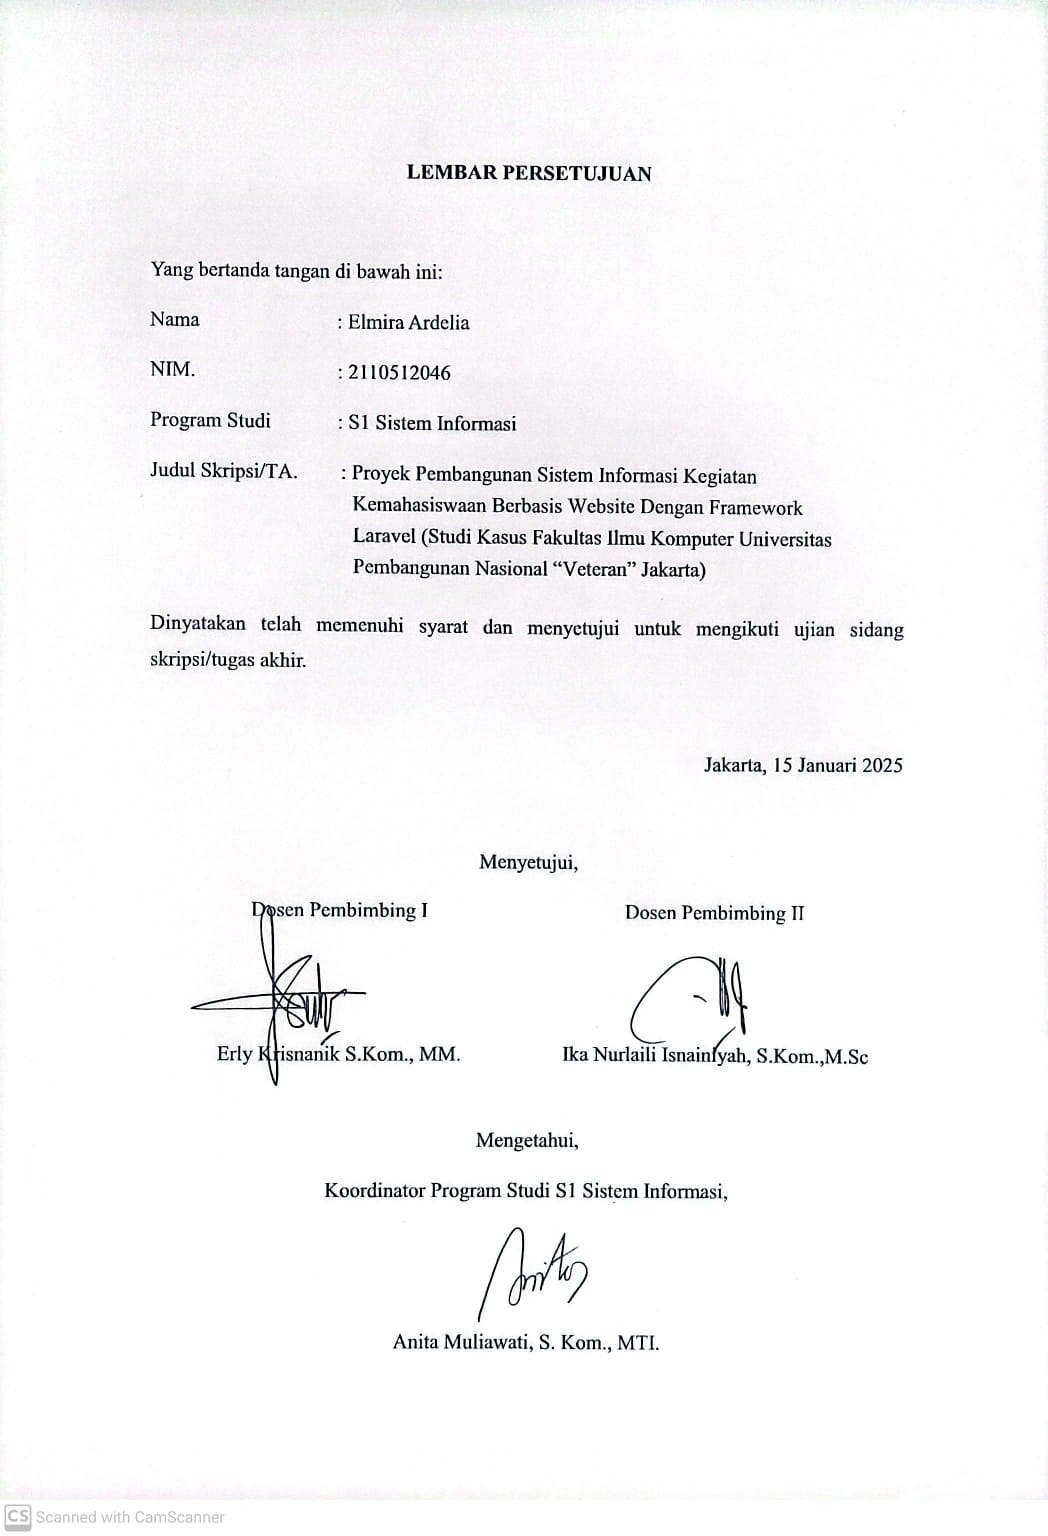 LEMBAR PERSETUJUAN
Yang bertanda tangan di bawah ini:
Nama : Elmira Ardelia
NIM. : 2110512046
Program Studi : S1 Sistem Informasi
Judul Skripsi/TA. : Proyek Pembangunan Sistem Informasi Kegiatan
Kemahasiswaan Berbasis Website Dengan Framework
Laravel (Studi Kasus Fakultas Ilmu Komputer Universitas
Pembangunan Nasional “Veteran” Jakarta)
Dinyatakan telah memenuhi syarat dan menyetujui untuk mengikuti ujian sidang
skripsi/tugas akhir.
Jakarta, 15 Januari 2025
Menyetujui,
Dosen Pembimbing I Dosen Pembimbing II
Erly Krisnanik S.Kom., MM. Ika Nurlaili Isnainiyah, S.Kom.,M.Sc
Mengetahui,
Koordinator Program Studi S1 Sistem Informasi,
Anita Muliawati, S. Kom., MTI.
CS Scanned with CamScanner